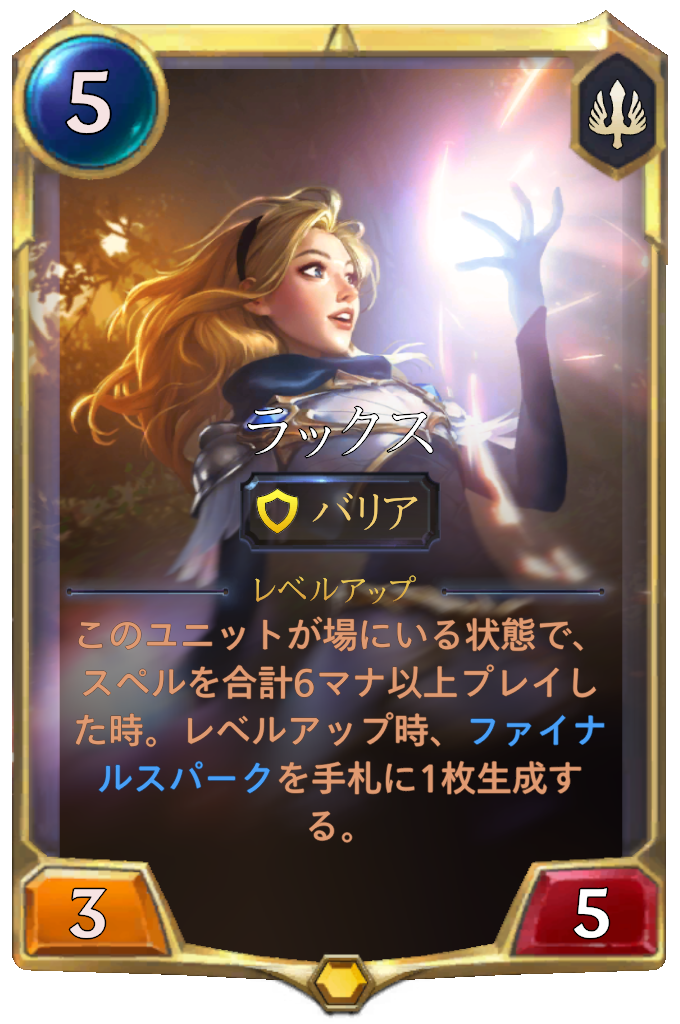 5
ラックス
バリア
レベルアップ
このユニットが場にいる状態で、
スペルを合計6マナ以上プレイし
た時。レベルアップ時、ファイナ
ルスパークを手札に1枚生成す
る。
3
5